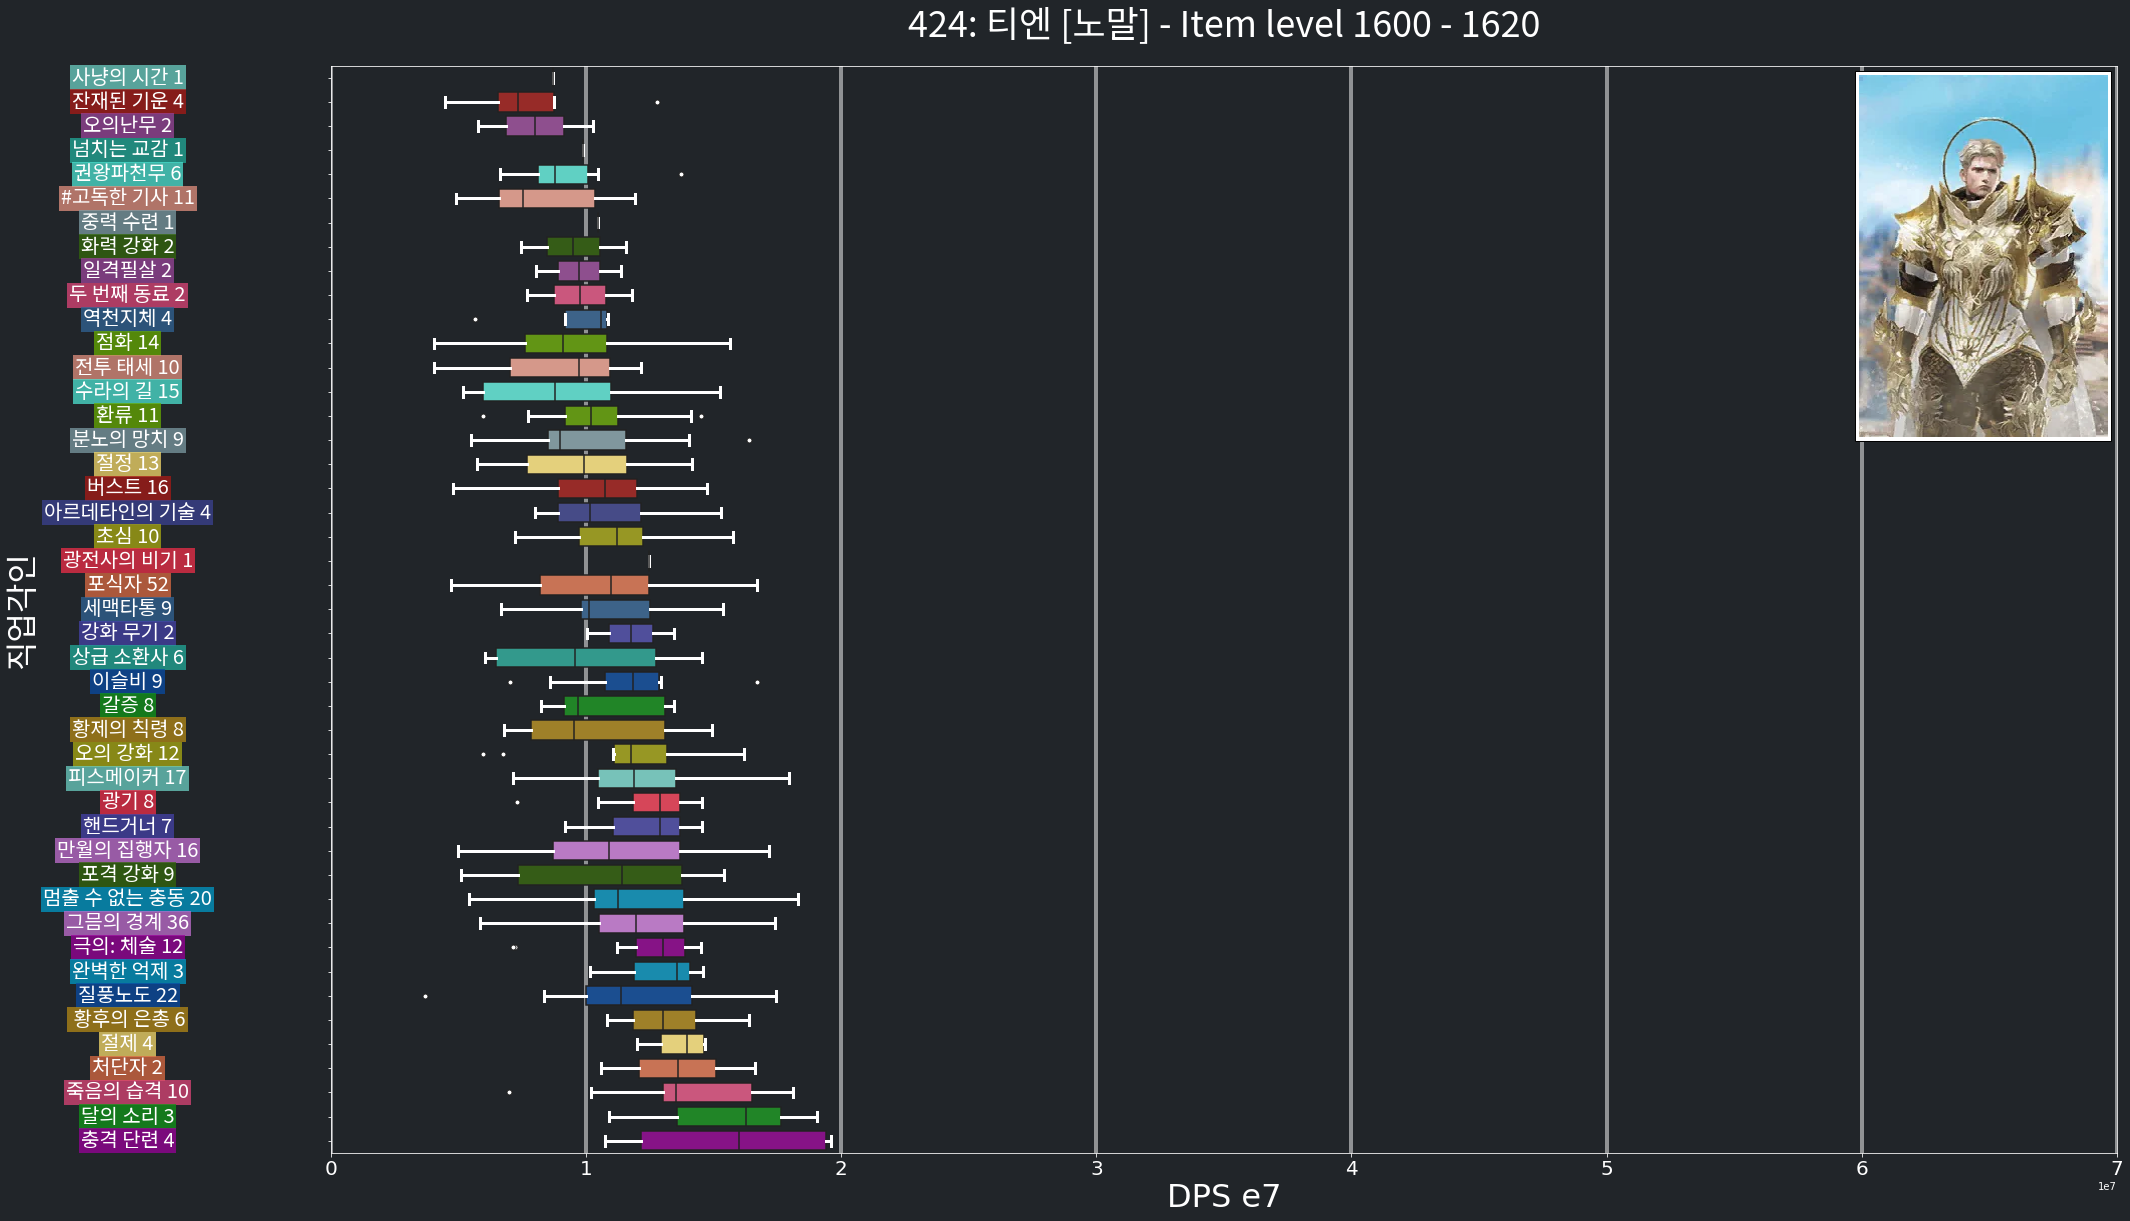 424: 티엔 [노말] - Item level 1600 - 1620
사냥의 시간 1
잔재된 기운 4
오의난무 2
넘치는 교감 1
권왕파천무 6
#고독한 기사 11
중력 수련 1
화력 강화 2
일격필살 2
두 번째 동료 2
역천지체 4
점화 14
전투 태세 10
수라의 길 15
환류 11
분노의 망치 9
절정 13
버스트 16
아르데타인의 기술 4
초심 10
광전사의 비기 1
포식자 52
세맥타통 9
강화 무기 2
상급 소환사 6
이슬비 9
갈증 8
황제의 칙령 8
오의 강화 12
피스메이커 17
광기 8
핸드거너 7
만월의 집행자 16
포격 강화 9
멈출 수 없는 충동 20
그믐의 경계 36
극의: 체술 12
완벽한 억제 3
질풍노도 22
황후의 은총 6
절제 4
처단자 2
죽음의 습격 10
달의 소리 3
충격 단련 4
직업각인
0 1 2 3 4 5 6 7
1e7
DPS e7